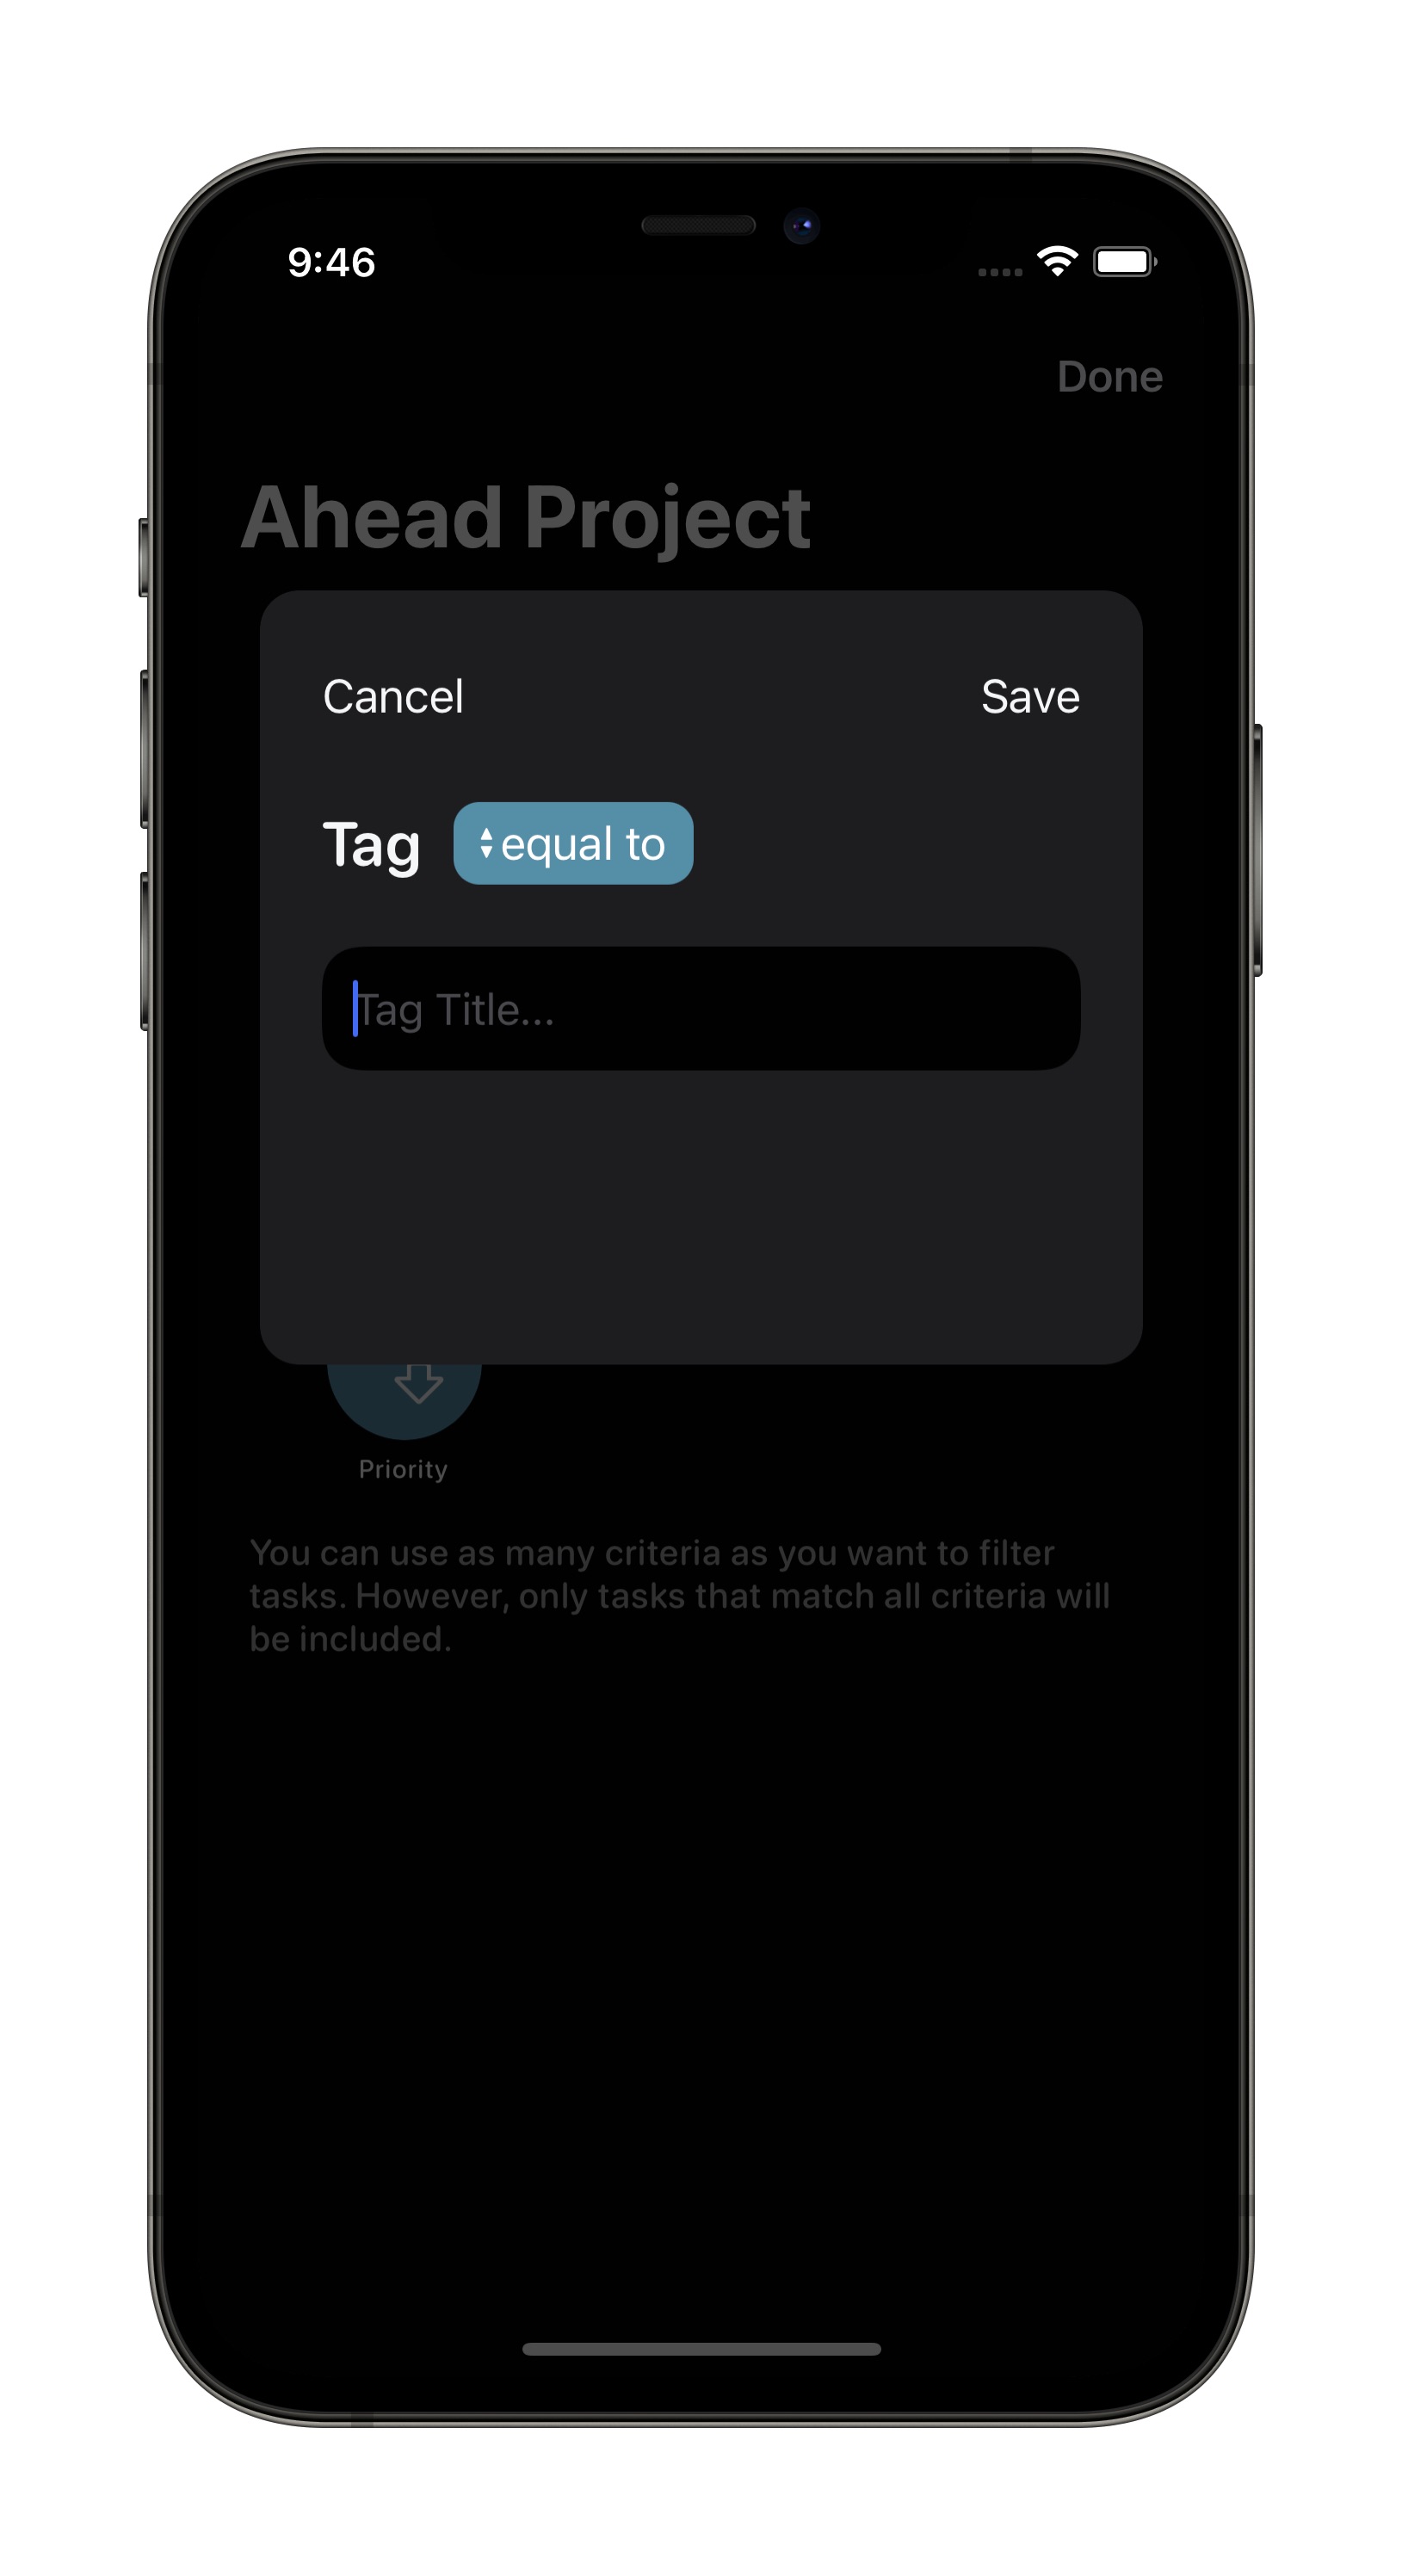 9:46
Done
Ahead Project
Cancel
Save
Tag
equal to
Tag Title...
Priority
You can use as many criteria as you want to filter
tasks. However, only tasks that match all criteria will
be included.